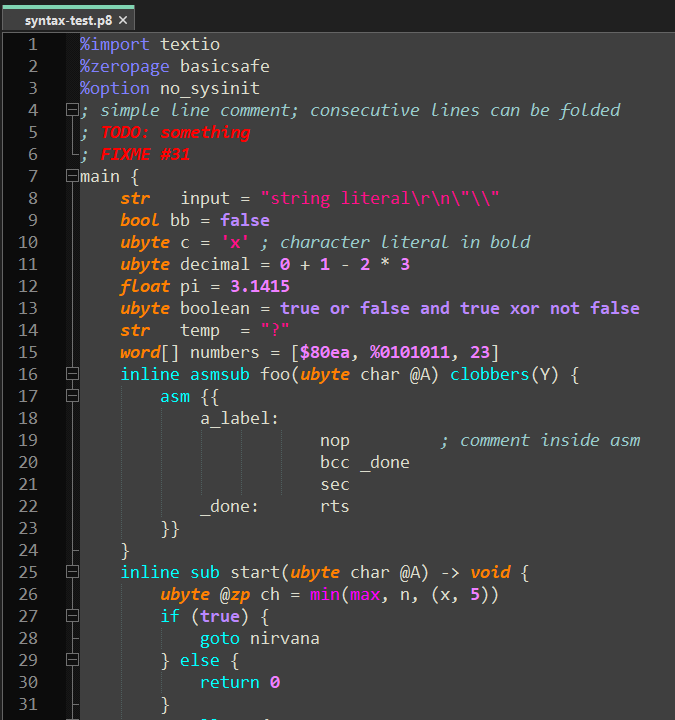 syntax-test.p8 ✕
1 %import textio
2 %zeropage basicsafe
3 %option no_sysinit
4 ; simple line comment; consecutive lines can be folded
5 ; TODO: something
6 ; FIXME #31
7 main {
8     str   input = "string literal\r\n\"\\"
9     bool bb = false
10     ubyte c = 'x' ; character literal in bold
11     ubyte decimal = 0 + 1 - 2 * 3
12     float pi = 3.1415
13     ubyte boolean = true or false and true xor not false
14     str   temp  = "?"
15     word[] numbers = [$80ea, %0101011, 23]
16     inline asmsub foo(ubyte char @A) clobbers(Y) {
17         asm {{
18             a_label:
19                         nop         ; comment inside asm
20                         bcc _done
21                         sec
22             _done:      rts
23         }}
24     }
25     inline sub start(ubyte char @A) -> void {
26         ubyte @zp ch = min(max, n, (x, 5))
27         if (true) {
28             goto nirvana
29         } else {
30             return 0
31         }